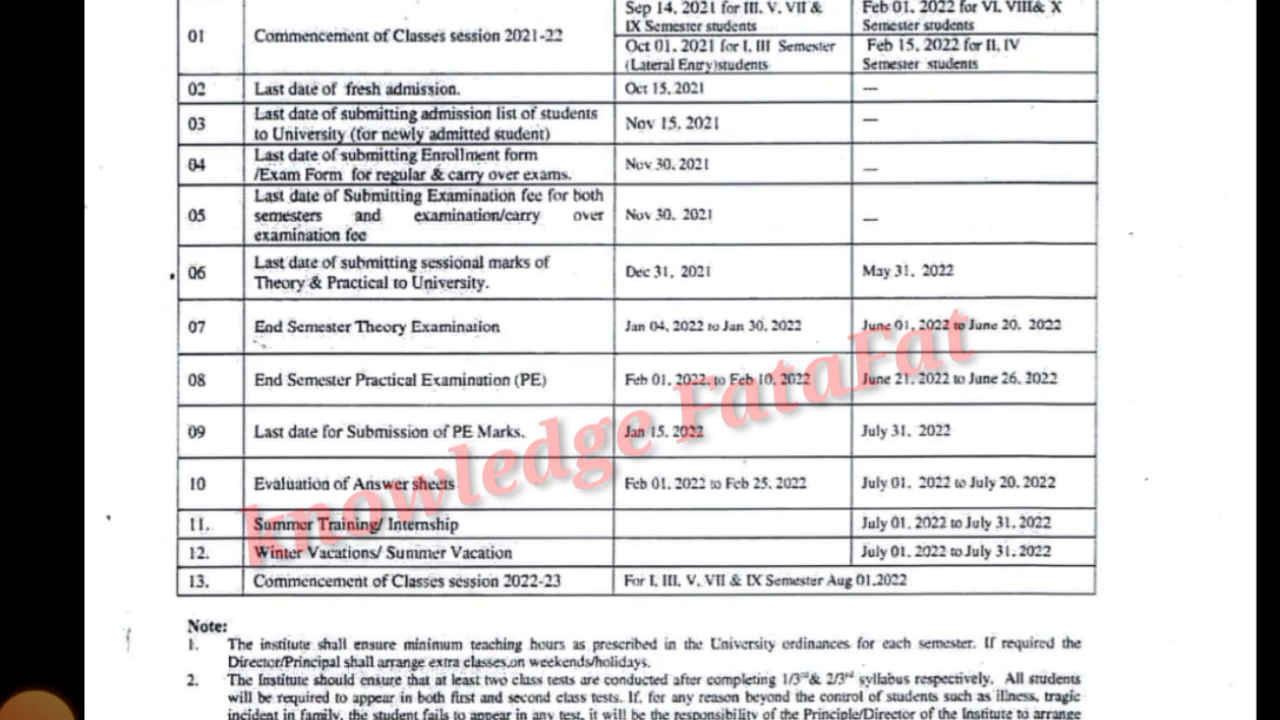 Sep 14, 2021 for III. V. VII &
IX Semester students
Feb 01. 2022 for VI. VIII& X
Semester students
01
Commencement of Classes session 2021-22
Oct 01. 2021 for I. III Semester
(Lateral Entry)students
Feb 15, 2022 for II, IV
Semester students
02 Last date of fresh admission. Oct 15, 2021 —
03 Last date of submitting admission list of students
to University (for newly admitted student)
Nov 15, 2021 —
04 Last date of submitting Enrollment form
/Exam Form for regular & carry over exams.
Nov 30, 2021 —
05 Last date of Submitting Examination fee for both
semesters and examination/carry over
examination fee
Nov 30, 2021 —
06 Last date of submitting sessional marks of
Theory & Practical to University.
Dec 31, 2021 May 31, 2022
07 End Semester Theory Examination Jan 04, 2022 to Jan 30, 2022 June 01, 2022 to June 20, 2022
08 End Semester Practical Examination (PE) Feb 01, 2022, to Feb 10, 2022 June 21, 2022 to June 26, 2022
09 Last date for Submission of PE Marks. Jan 15, 2022 July 31, 2022
10 Evaluation of Answer sheets Feb 01, 2022 to Feb 25, 2022 July 01, 2022 to July 20, 2022
11. Summer Training/ Internship July 01, 2022 to July 31, 2022
12. Winter Vacations/ Summer Vacation July 01, 2022 to July 31, 2022
13. Commencement of Classes session 2022-23 For I, III, V, VII & IX Semester Aug 01,2022
knowledge FataFat
Note:
1. The institute shall ensure minimum teaching hours as prescribed in the University ordinances for each semester. If required the
Director/Principal shall arrange extra classes.on weekends/holidays.
2. The Institute should ensure that at least two class tests are conducted after completing 1/3rd& 2/3rd syllabus respectively. All students
will be required to appear in both first and second class tests. If, for any reason beyond the control of students such as illness, tragic
incident in family, the student fails to appear in any test, it will be the responsibility of the Principle/Director of the Institute to arrange